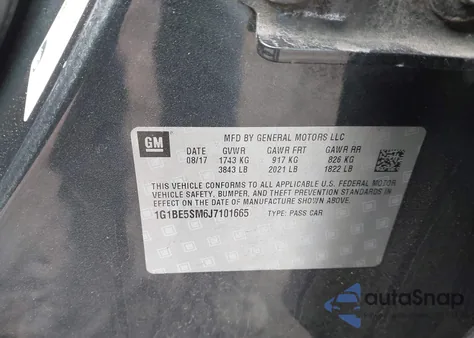 GM
MFD BY GENERAL MOTORS LLC
DATE GVWR GAWR FRT GAWR RR
08/17 1743 KG 917 KG 826 KG
3843 LB 2021 LB 1822 LB
THIS VEHICLE CONFORMS TO ALL APPLICABLE U.S. FEDERAL MOTOR
VEHICLE SAFETY, BUMPER, AND THEFT PREVENTION STANDARDS IN
EFFECT ON THE DATE OF MANUFACTURE SHOWN ABOVE.
1G1BE5SM6J7101665 TYPE: PASS CAR
autoSnap